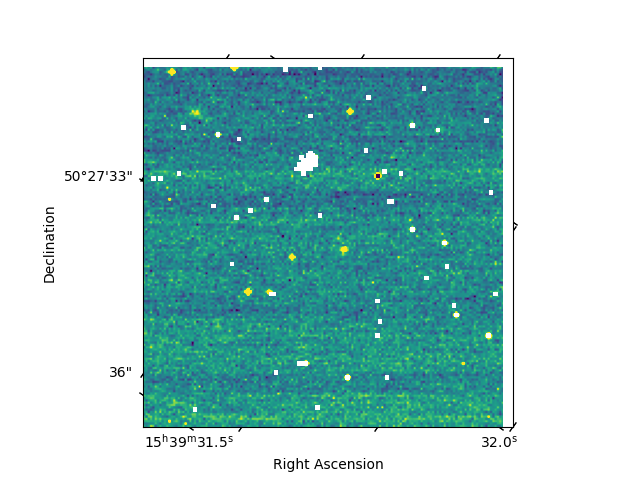 50°27'33"
Declination
36"
15ʰ39ᵐ31.5ˢ
32.0ˢ
Right Ascension